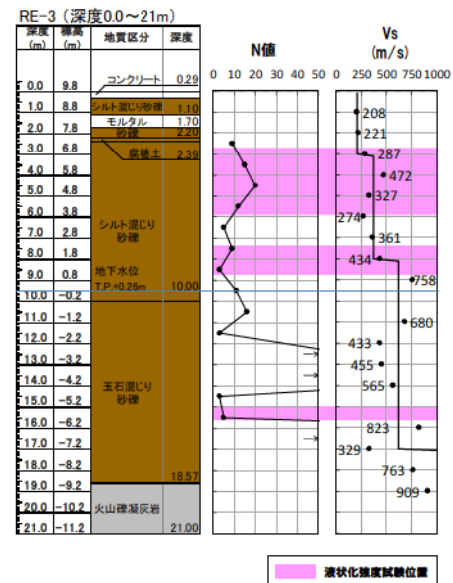 RE-3 (深度0.0～21m)
深度 標高 地質区分 深度
(m) (m)
N値
Vs
(m/s)
0 10 20 30 40 50
0 250 500 750 1000
コンクリート 0.29
0.0 9.8
1.0 8.8 シルト混じり砂礫 1.10
208
モルタル 1.70
2.0 7.8 砂礫 2.20
221
3.0 6.8 腐植土 2.39
287
4.0 5.8
472
5.0 4.8
327
6.0 3.8
274
シルト混じり
砂礫
7.0 2.8
361
8.0 1.8
434
9.0 0.8 地下水位
758
T.P.+0.26m 10.00
10.0 -0.2
11.0 -1.2
680
12.0 -2.2
433
13.0 -3.2
455
14.0 -4.2
565
玉石混じり
砂礫
15.0 -5.2
16.0 -6.2
823
17.0 -7.2
329
18.0 -8.2
763
18.57
19.0 -9.2
909
20.0 -10.2 火山礫凝灰岩
21.0 -11.2 21.00
液状化強度試験位置